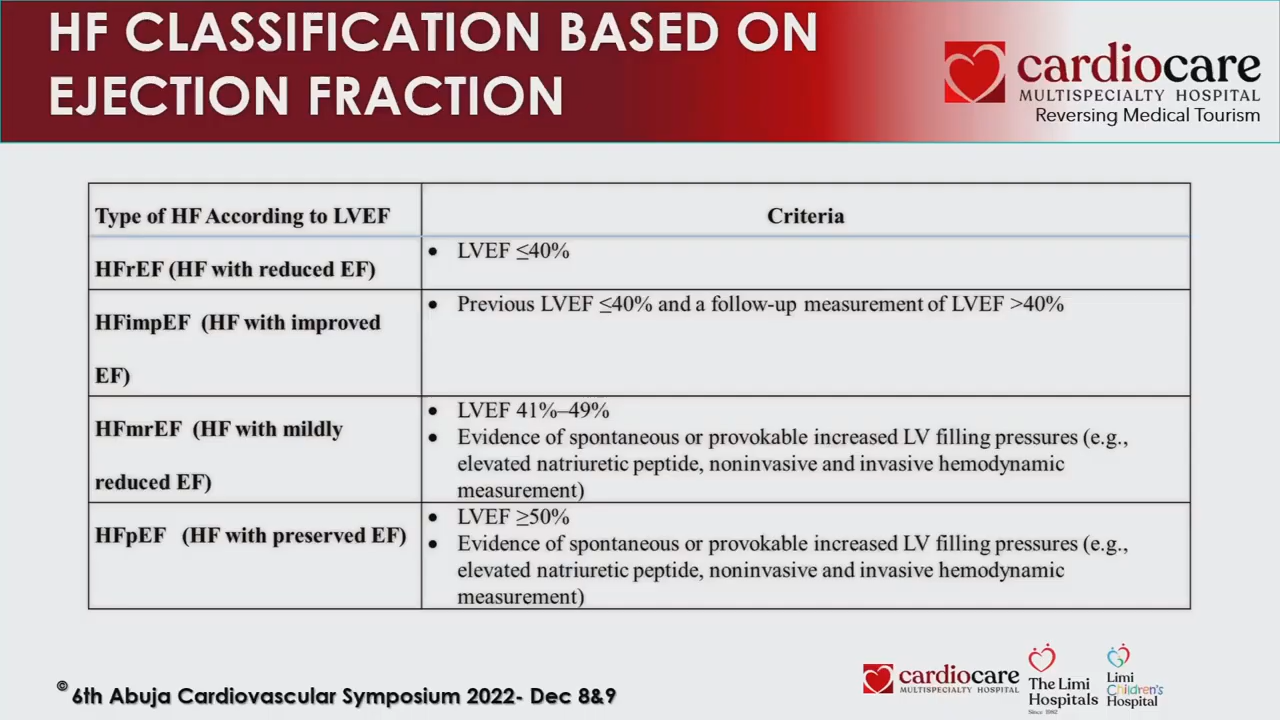 HF CLASSIFICATION BASED ON
EJECTION FRACTION
cardiocare
MULTISPECIALTY HOSPITAL
Reversing Medical Tourism
Type of HF According to LVEF
Criteria
HFrEF (HF with reduced EF)
• LVEF ≤40%
HFimpEF (HF with improved
EF)
• Previous LVEF ≤40% and a follow-up measurement of LVEF >40%
HFmrEF (HF with mildly
reduced EF)
• LVEF 41%–49%
• Evidence of spontaneous or provokable increased LV filling pressures (e.g.,
elevated natriuretic peptide, noninvasive and invasive hemodynamic
measurement)
HFpEF (HF with preserved EF)
• LVEF ≥50%
• Evidence of spontaneous or provokable increased LV filling pressures (e.g.,
elevated natriuretic peptide, noninvasive and invasive hemodynamic
measurement)
© 6th Abuja Cardiovascular Symposium 2022- Dec 8&9
cardiocare
MULTISPECIALTY HOSPITAL
The Limi
Hospitals
Since 1982
Limi
Children's
Hospital